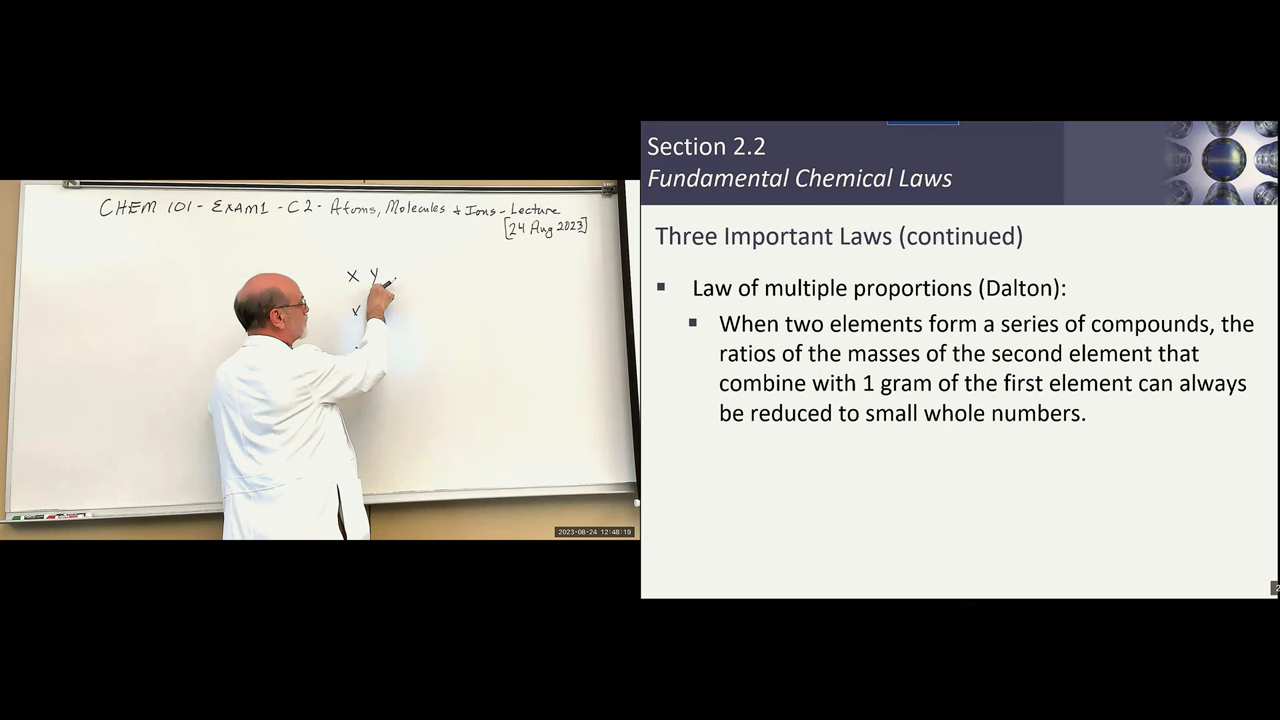 CHEM 101 - EXAM1 - C2 - Atoms, Molecules & Ions - Lecture
[24 Aug 2023]
X Y
2023-08-24 12:48:19
Section 2.2
Fundamental Chemical Laws
Three Important Laws (continued)
▪ Law of multiple proportions (Dalton):
▪ When two elements form a series of compounds, the
ratios of the masses of the second element that
combine with 1 gram of the first element can always
be reduced to small whole numbers.